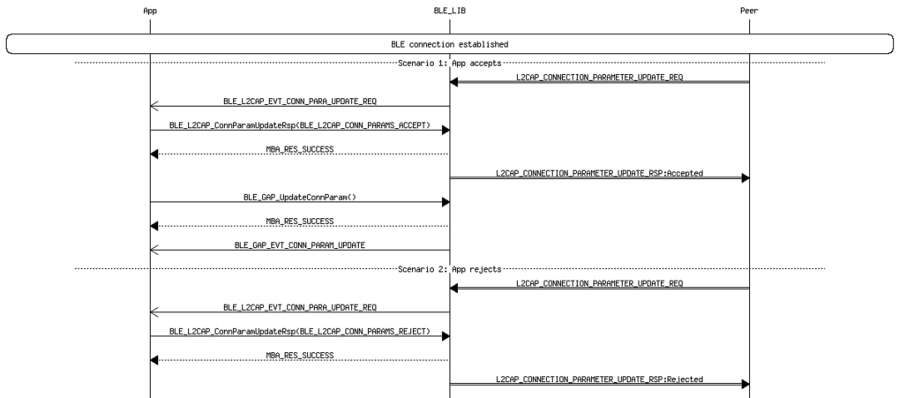 App BLE_LIB Peer
BLE connection established
Scenario 1: App accepts
L2CAP_CONNECTION_PARAMETER_UPDATE_REQ
BLE_L2CAP_EVT_CONN_PARA_UPDATE_REQ
BLE_L2CAP_ConnParamUpdateRsp(BLE_L2CAP_CONN_PARAMS_ACCEPT)
MBA_RES_SUCCESS
L2CAP_CONNECTION_PARAMETER_UPDATE_RSP:Accepted
BLE_GAP_UpdateConnParam()
MBA_RES_SUCCESS
BLE_GAP_EVT_CONN_PARAM_UPDATE
Scenario 2: App rejects
L2CAP_CONNECTION_PARAMETER_UPDATE_REQ
BLE_L2CAP_EVT_CONN_PARA_UPDATE_REQ
BLE_L2CAP_ConnParamUpdateRsp(BLE_L2CAP_CONN_PARAMS_REJECT)
MBA_RES_SUCCESS
L2CAP_CONNECTION_PARAMETER_UPDATE_RSP:Rejected